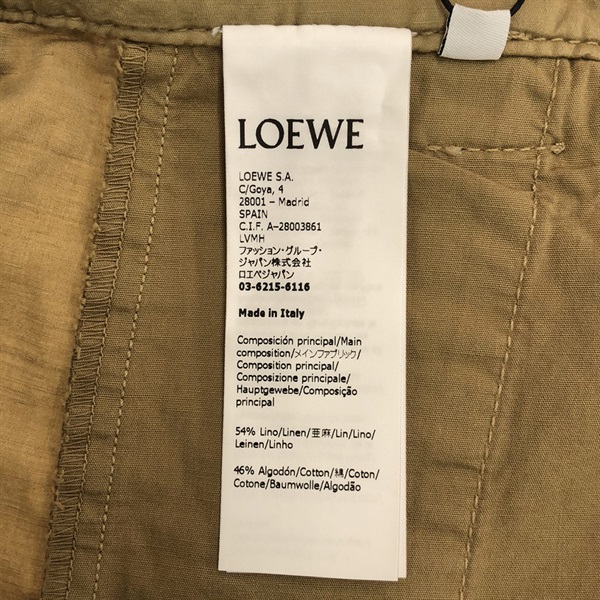 LOEWE
LOEWE S.A.
C/Goya, 4
28001 – Madrid
SPAIN
C.I.F. A–28003861
LVMH
ファッション・グループ・
ジャパン株式会社
ロエベジャパン
03-6215-6116
Made in Italy
Composición principal/Main
composition/メインファブリック/
Composition principal/
Composizione principale/
Hauptgewebe/Composição
principal
54% Lino/Linen/亜麻/Lin/Lino/
Leinen/Linho
46% Algodón/Cotton/綿/Coton/
Cotone/Baumwolle/Algodão